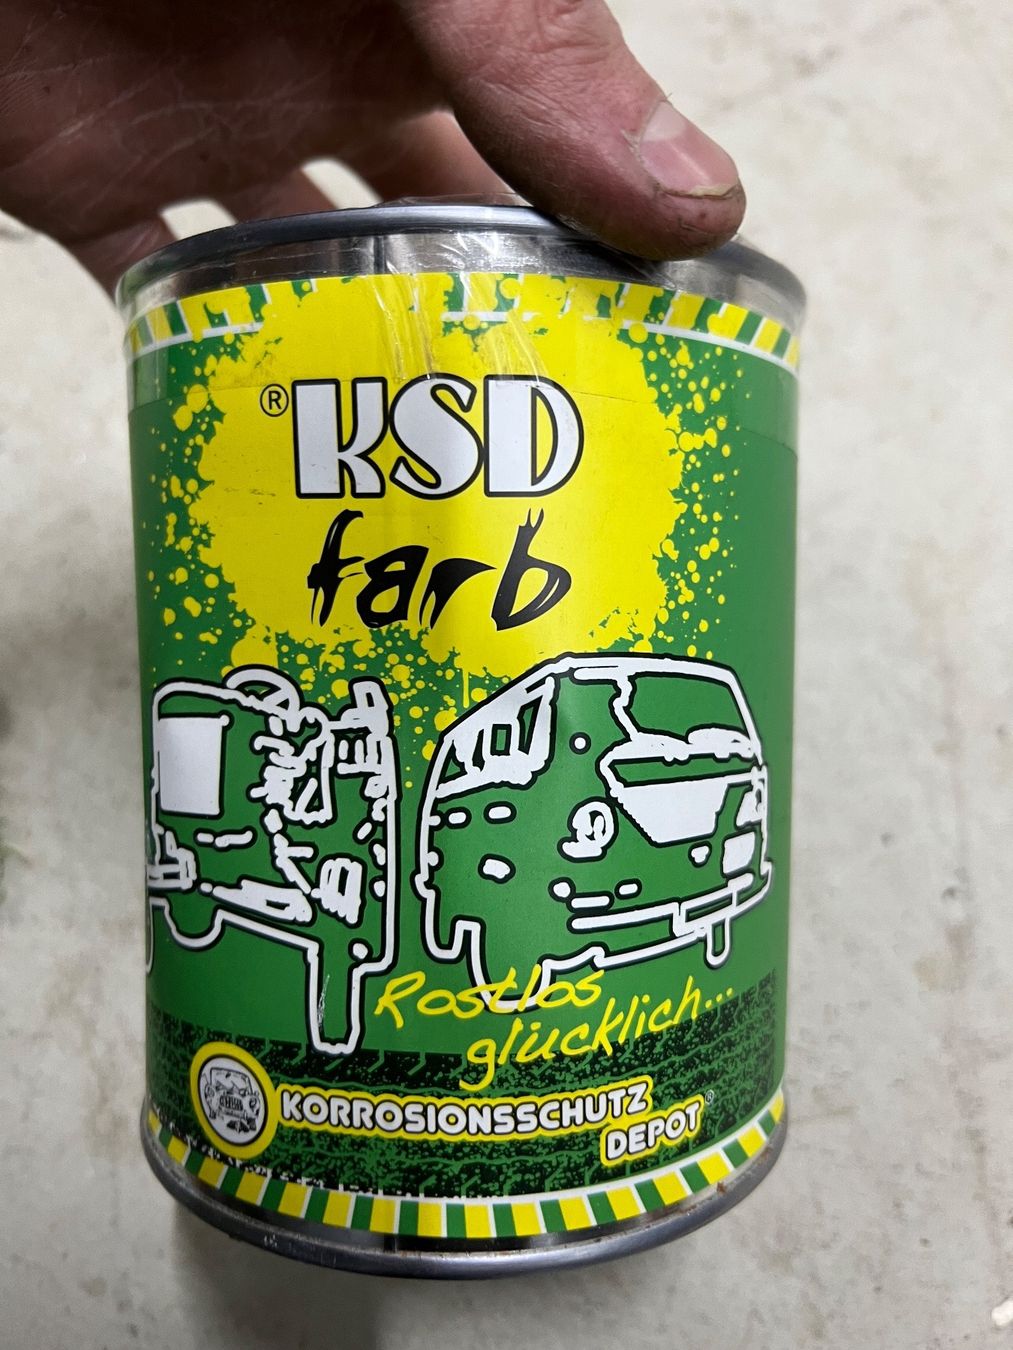 ® KSD
farb
Rostlos
glücklich...
KORROSIONSSCHUTZ
DEPOT®